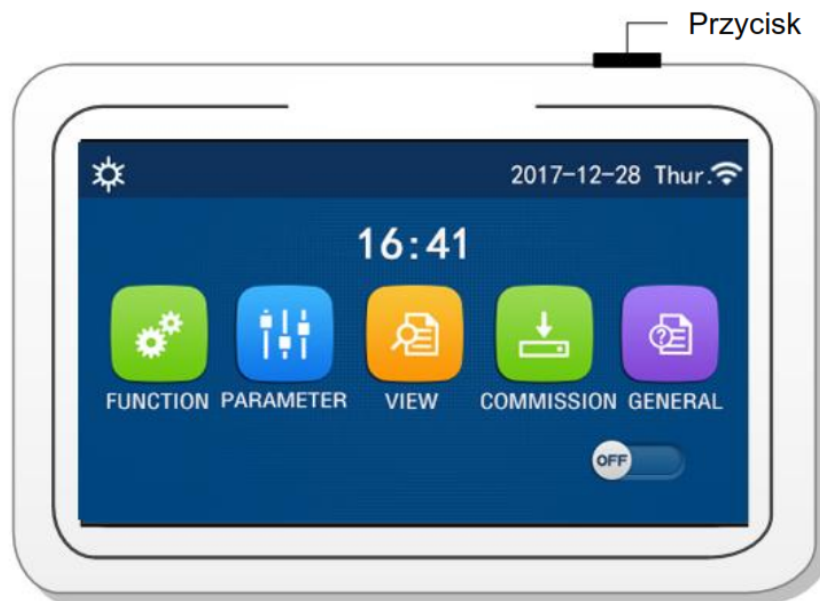 Przycisk
2017-12-28 Thur.
16:41
FUNCTION PARAMETER VIEW COMMISSION GENERAL
OFF